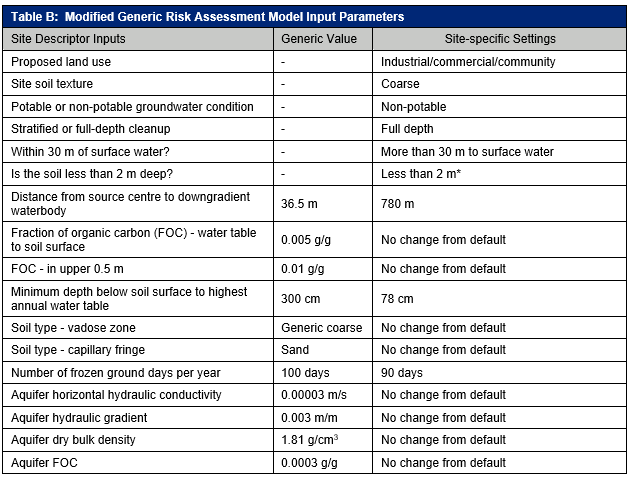 Table B: Modified Generic Risk Assessment Model Input Parameters
Site Descriptor Inputs Generic Value Site-specific Settings
Proposed land use - Industrial/commercial/community
Site soil texture - Coarse
Potable or non-potable groundwater condition - Non-potable
Stratified or full-depth cleanup - Full depth
Within 30 m of surface water? - More than 30 m to surface water
Is the soil less than 2 m deep? - Less than 2 m*
Distance from source centre to downgradient
waterbody 36.5 m 780 m
Fraction of organic carbon (FOC) - water table
to soil surface 0.005 g/g No change from default
FOC - in upper 0.5 m 0.01 g/g No change from default
Minimum depth below soil surface to highest
annual water table 300 cm 78 cm
Soil type - vadose zone Generic coarse No change from default
Soil type - capillary fringe Sand No change from default
Number of frozen ground days per year 100 days 90 days
Aquifer horizontal hydraulic conductivity 0.00003 m/s No change from default
Aquifer hydraulic gradient 0.003 m/m No change from default
Aquifer dry bulk density 1.81 g/cm³ No change from default
Aquifer FOC 0.0003 g/g No change from default